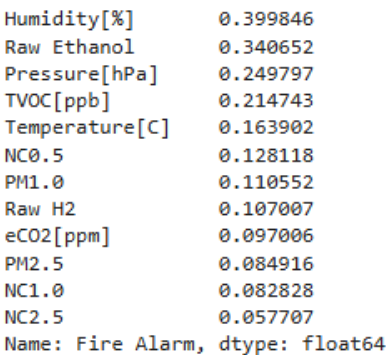 Humidity[%] 0.399846
Raw Ethanol 0.340652
Pressure[hPa] 0.249797
TVOC[ppb] 0.214743
Temperature[C] 0.163902
NC0.5 0.128118
PM1.0 0.110552
Raw H2 0.107007
eCO2[ppm] 0.097006
PM2.5 0.084916
NC1.0 0.082828
NC2.5 0.057707
Name: Fire Alarm, dtype: float64